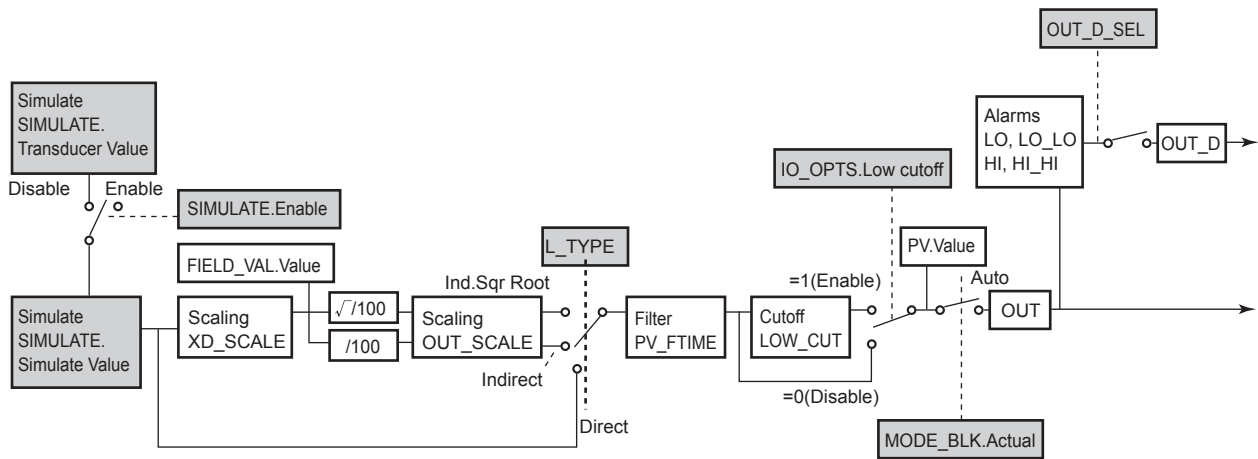 OUT_D_SEL
Simulate
SIMULATE.
Transducer Value
Alarms
LO, LO_LO
HI, HI_HI
OUT_D
IO_OPTS.Low cutoff
Disable
Enable
SIMULATE.Enable
L_TYPE
PV.Value
FIELD_VAL.Value
Ind.Sqr Root
=1(Enable)
Auto
Simulate
SIMULATE.
Simulate Value
Scaling
XD_SCALE
√/100
/100
Scaling
OUT_SCALE
Filter
PV_FTIME
Cutoff
LOW_CUT
OUT
Indirect
=0(Disable)
Direct
MODE_BLK.Actual